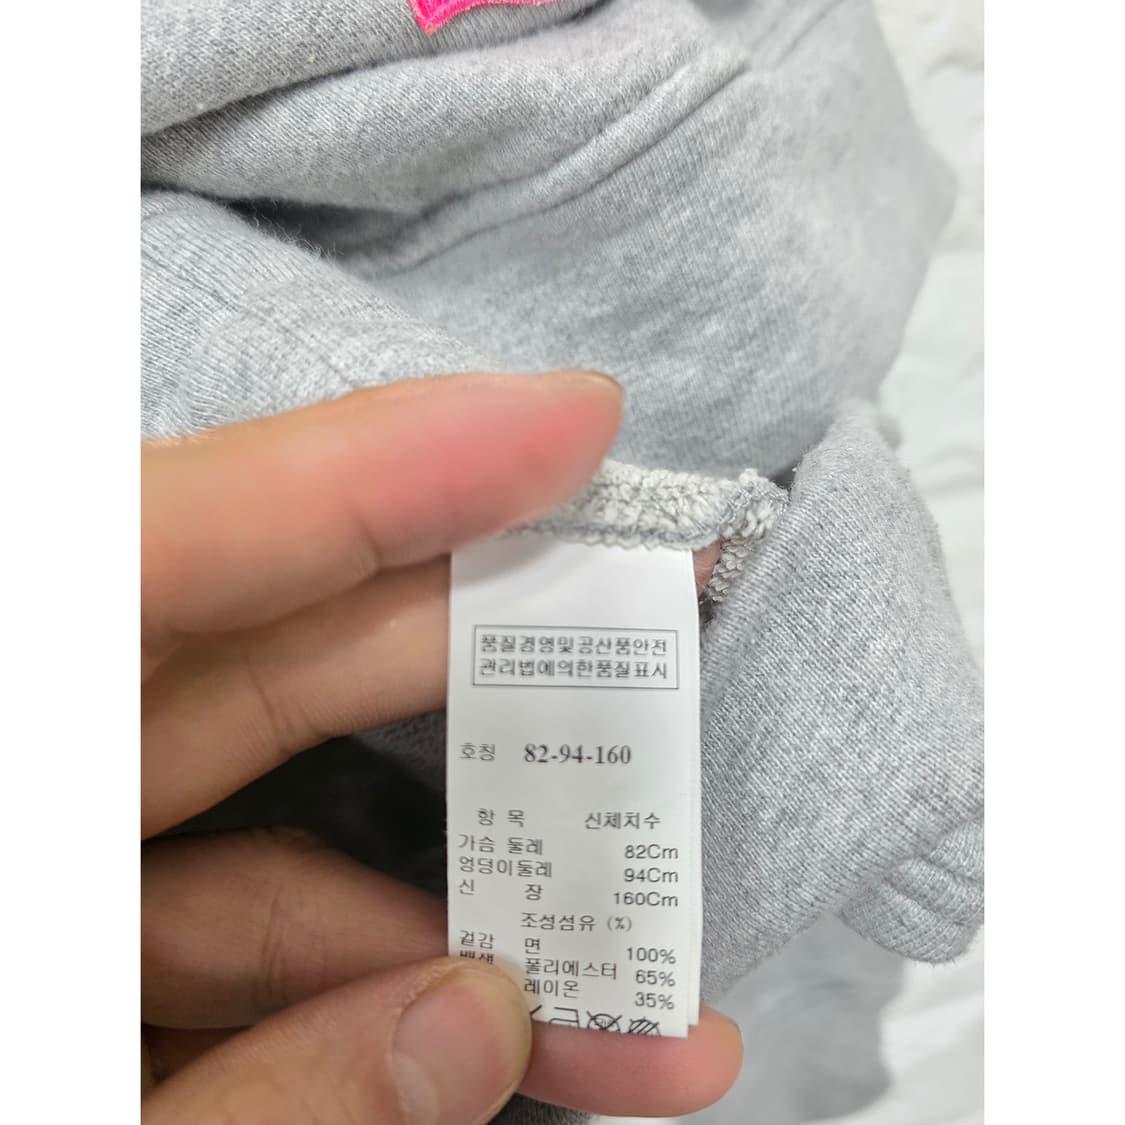 품질경영및공산품안전
관리법에의한품질표시
호칭 82-94-160
항 목 신체치수
가슴 둘레 82Cm
엉덩이둘레 94Cm
신 장 160Cm
조성섬유 (%)
겉감 면 100%
배색 폴리에스터 65%
레이온 35%